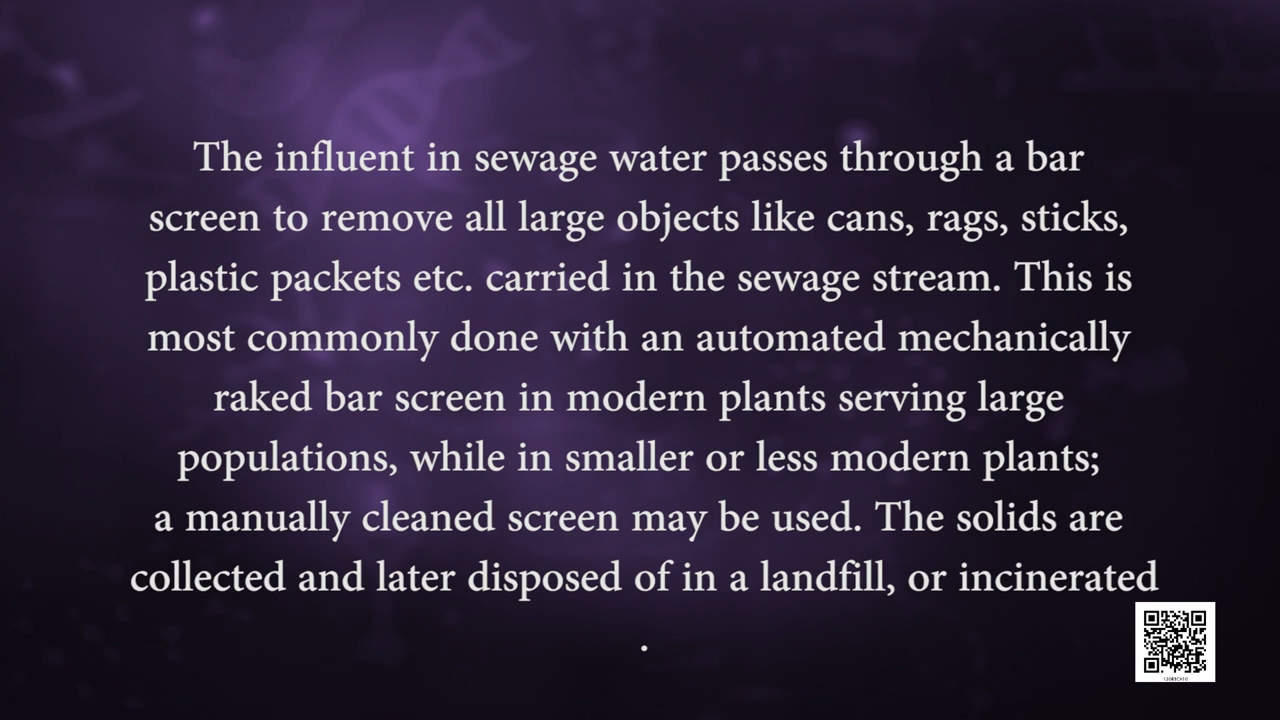 The influent in sewage water passes through a bar
screen to remove all large objects like cans, rags, sticks,
plastic packets etc. carried in the sewage stream. This is
most commonly done with an automated mechanically
raked bar screen in modern plants serving large
populations, while in smaller or less modern plants;
a manually cleaned screen may be used. The solids are
collected and later disposed of in a landfill, or incinerated
.